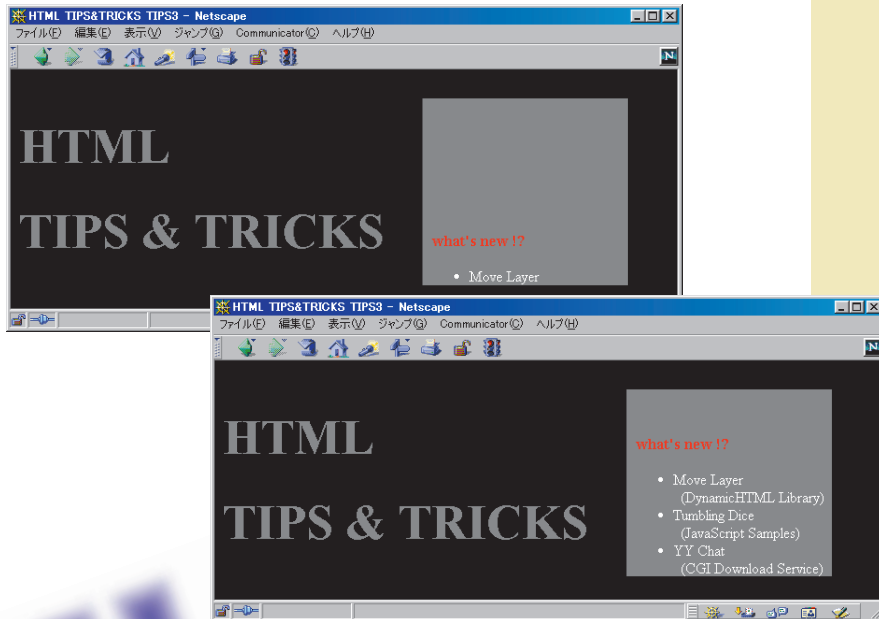 HTML TIPS&TRICKS TIPS3 - Netscape
ファイル(F) 編集(E) 表示(V) ジャンプ(G) Communicator(C) ヘルプ(H)
N
HTML
TIPS & TRICKS
what's new !?
• Move Layer
HTML TIPS&TRICKS TIPS3 - Netscape
ファイル(F) 編集(E) 表示(V) ジャンプ(G) Communicator(C) ヘルプ(H)
N
HTML
TIPS & TRICKS
what's new !?
• Move Layer
(DynamicHTML Library)
• Tumbling Dice
(JavaScript Samples)
• YY Chat
(CGI Download Service)